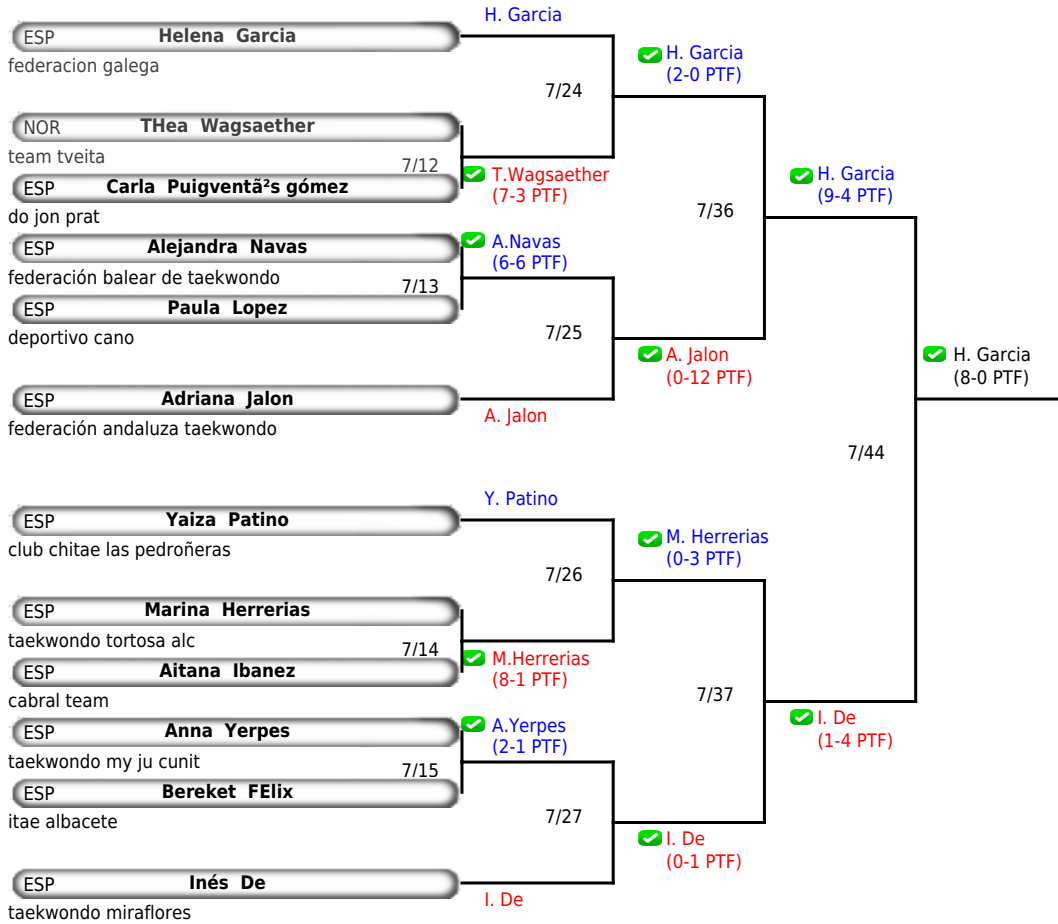 H. Garcia
ESP Helena Garcia
federacion galega
H. Garcia
(2-0 PTF)
7/24
NOR THea Wagsaether
team tveita
7/12
T.Wagsaether
(7-3 PTF)
ESP Carla Puigventã²s gómez
do jon prat
H. Garcia
(9-4 PTF)
7/36
ESP Alejandra Navas
A.Navas
(6-6 PTF)
federación balear de taekwondo
7/13
ESP Paula Lopez
deportivo cano
7/25
A. Jalon
(0-12 PTF)
H. Garcia
(8-0 PTF)
ESP Adriana Jalon
A. Jalon
federación andaluza taekwondo
7/44
Y. Patino
ESP Yaiza Patino
club chitae las pedroñeras
M. Herrerias
(0-3 PTF)
7/26
ESP Marina Herrerias
taekwondo tortosa alc
7/14
M.Herrerias
(8-1 PTF)
ESP Aitana Ibanez
cabral team
7/37
ESP Anna Yerpes
A.Yerpes
(2-1 PTF)
I. De
(1-4 PTF)
taekwondo my ju cunit
7/15
ESP Bereket FElix
itae albacete
7/27
I. De
(0-1 PTF)
ESP Inés De
I. De
taekwondo miraflores